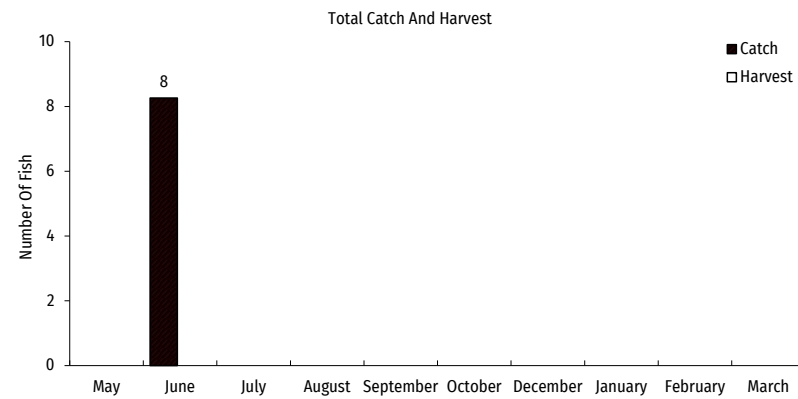 Total Catch And Harvest
Catch
Harvest
Number Of Fish
10
8
6
4
2
0
8
May June July August September October December January February March